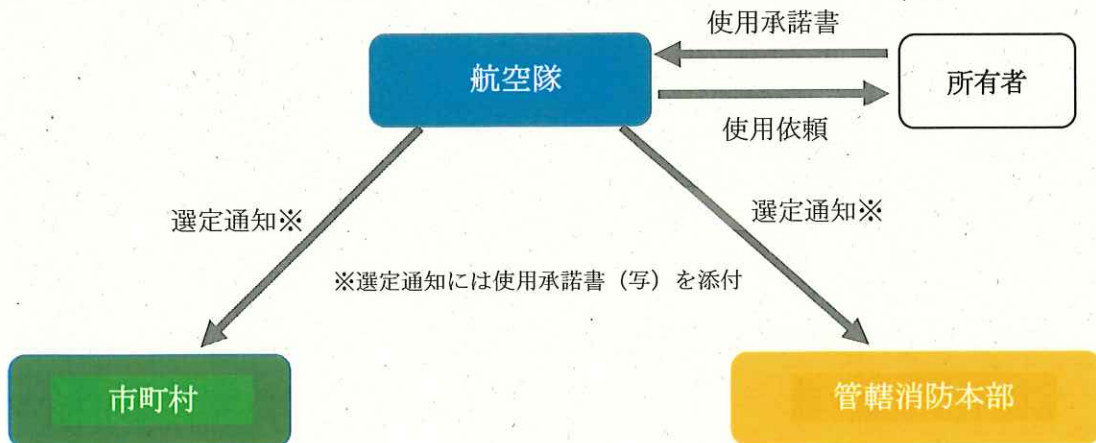 使用承諾書
航空隊
所有者
使用依頼
選定通知※
選定通知※
※選定通知には使用承諾書（写）を添付
市町村
管轄消防本部